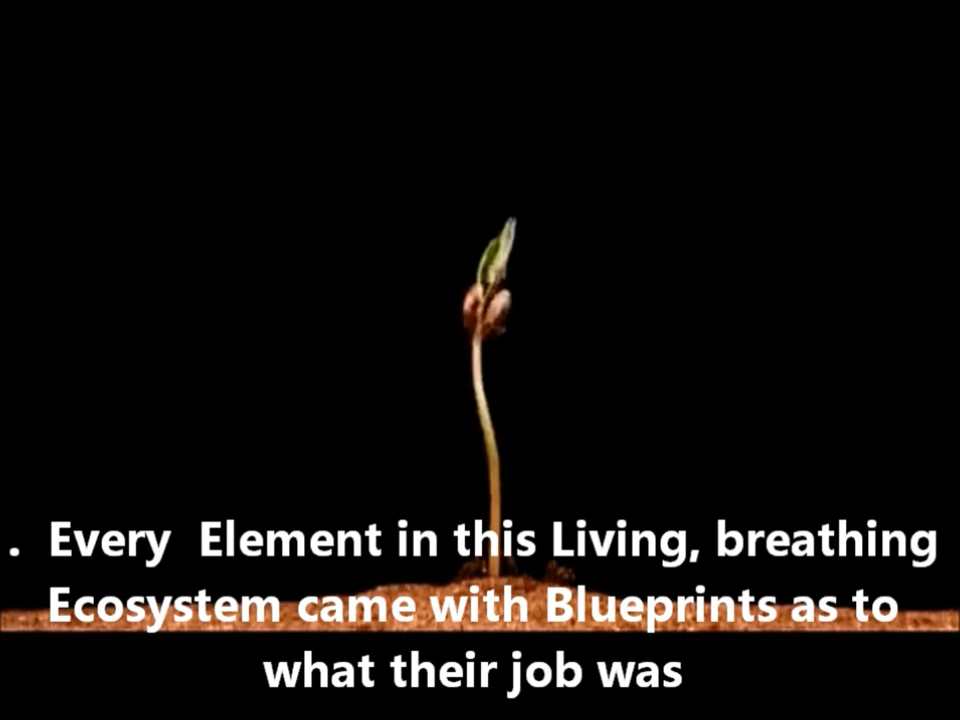 .  Every  Element in this Living, breathing
Ecosystem came with Blueprints as to
what their job was